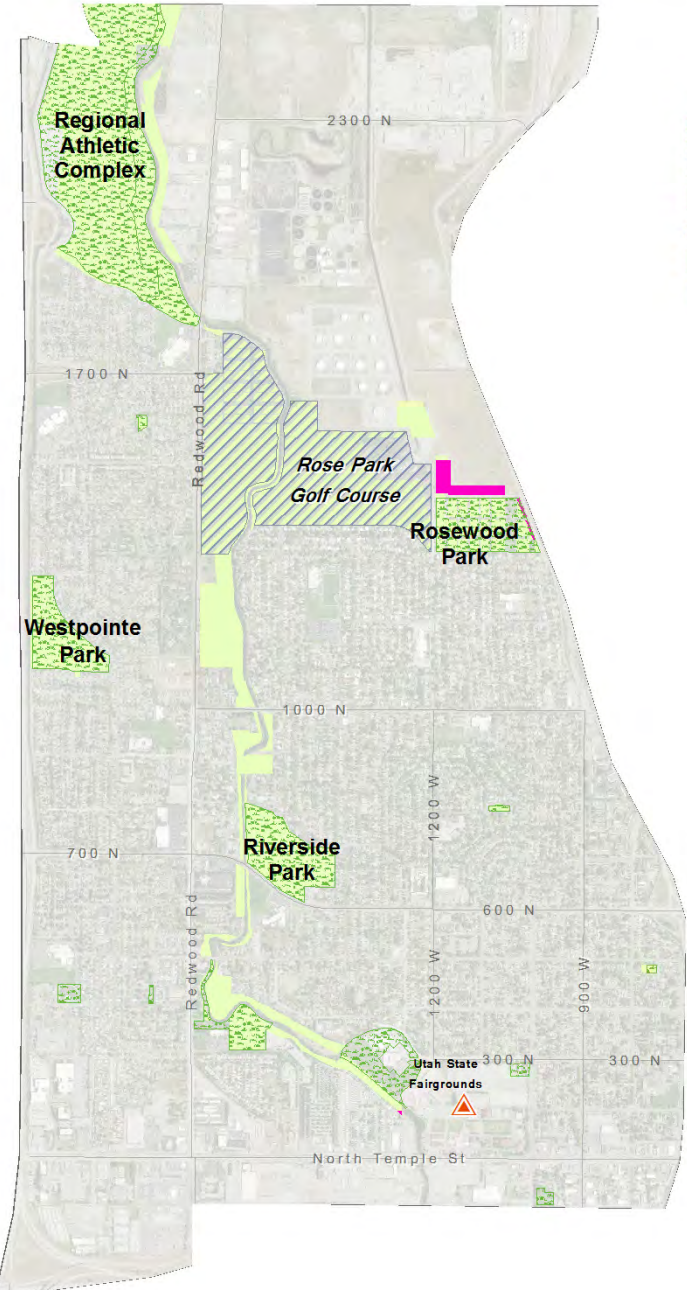 Regional
Athletic
Complex
2300 N
1700 N
Redwood Rd
Rose Park
Golf Course
Rosewood
Park
Westpointe
Park
1000 N
1200 W
Riverside
Park
700 N
600 N
Redwood Rd
1200 W
900 W
Utah State
Fairgrounds
300 N
300 N
North Temple St